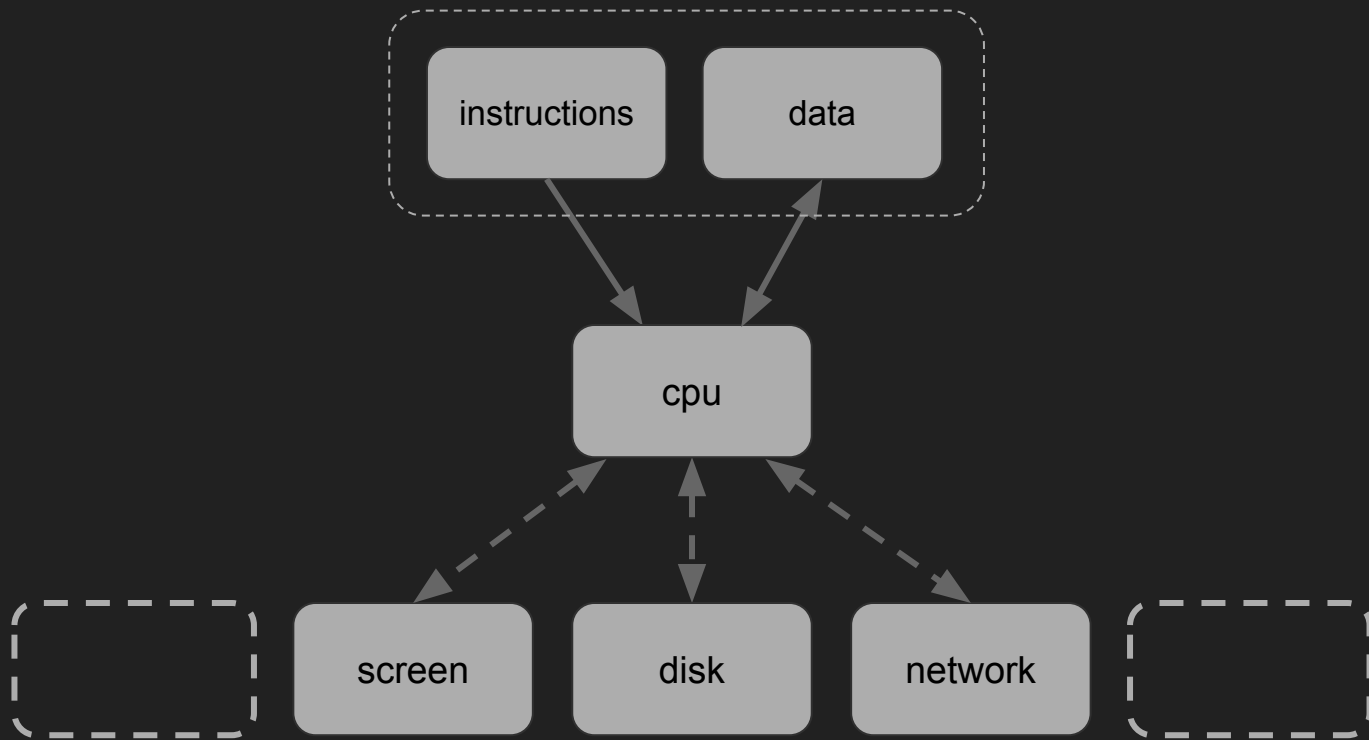 instructions
data
cpu
screen
disk
network